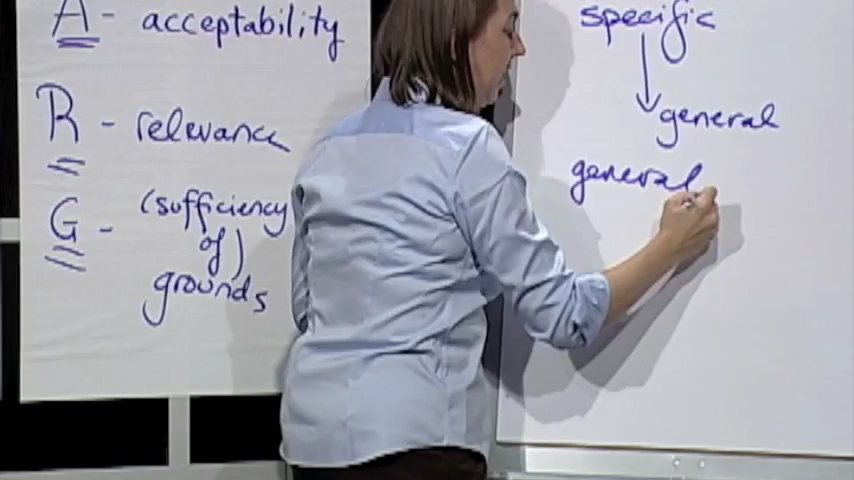 A - acceptability
R - relevance
G - (sufficiency
of)
grounds
specific
general
general